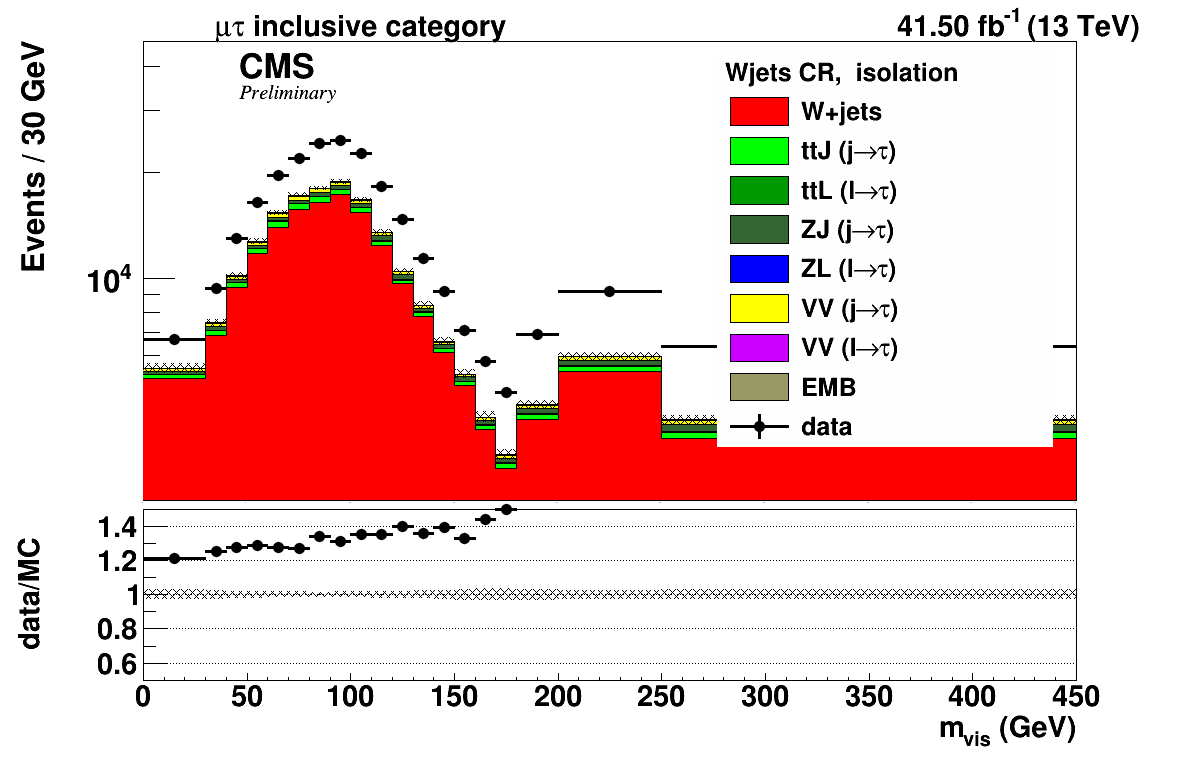 μτ inclusive category
41.50 fb⁻¹ (13 TeV)
CMS
Preliminary
Wjets CR, isolation
W+jets
ttJ (j→τ)
ttL (l→τ)
ZJ (j→τ)
ZL (l→τ)
VV (j→τ)
VV (l→τ)
EMB
data
Events / 30 GeV
10⁴
data/MC
1.4
1.2
1
0.8
0.6
0 50 100 150 200 250 300 350 400 450
m_vis (GeV)